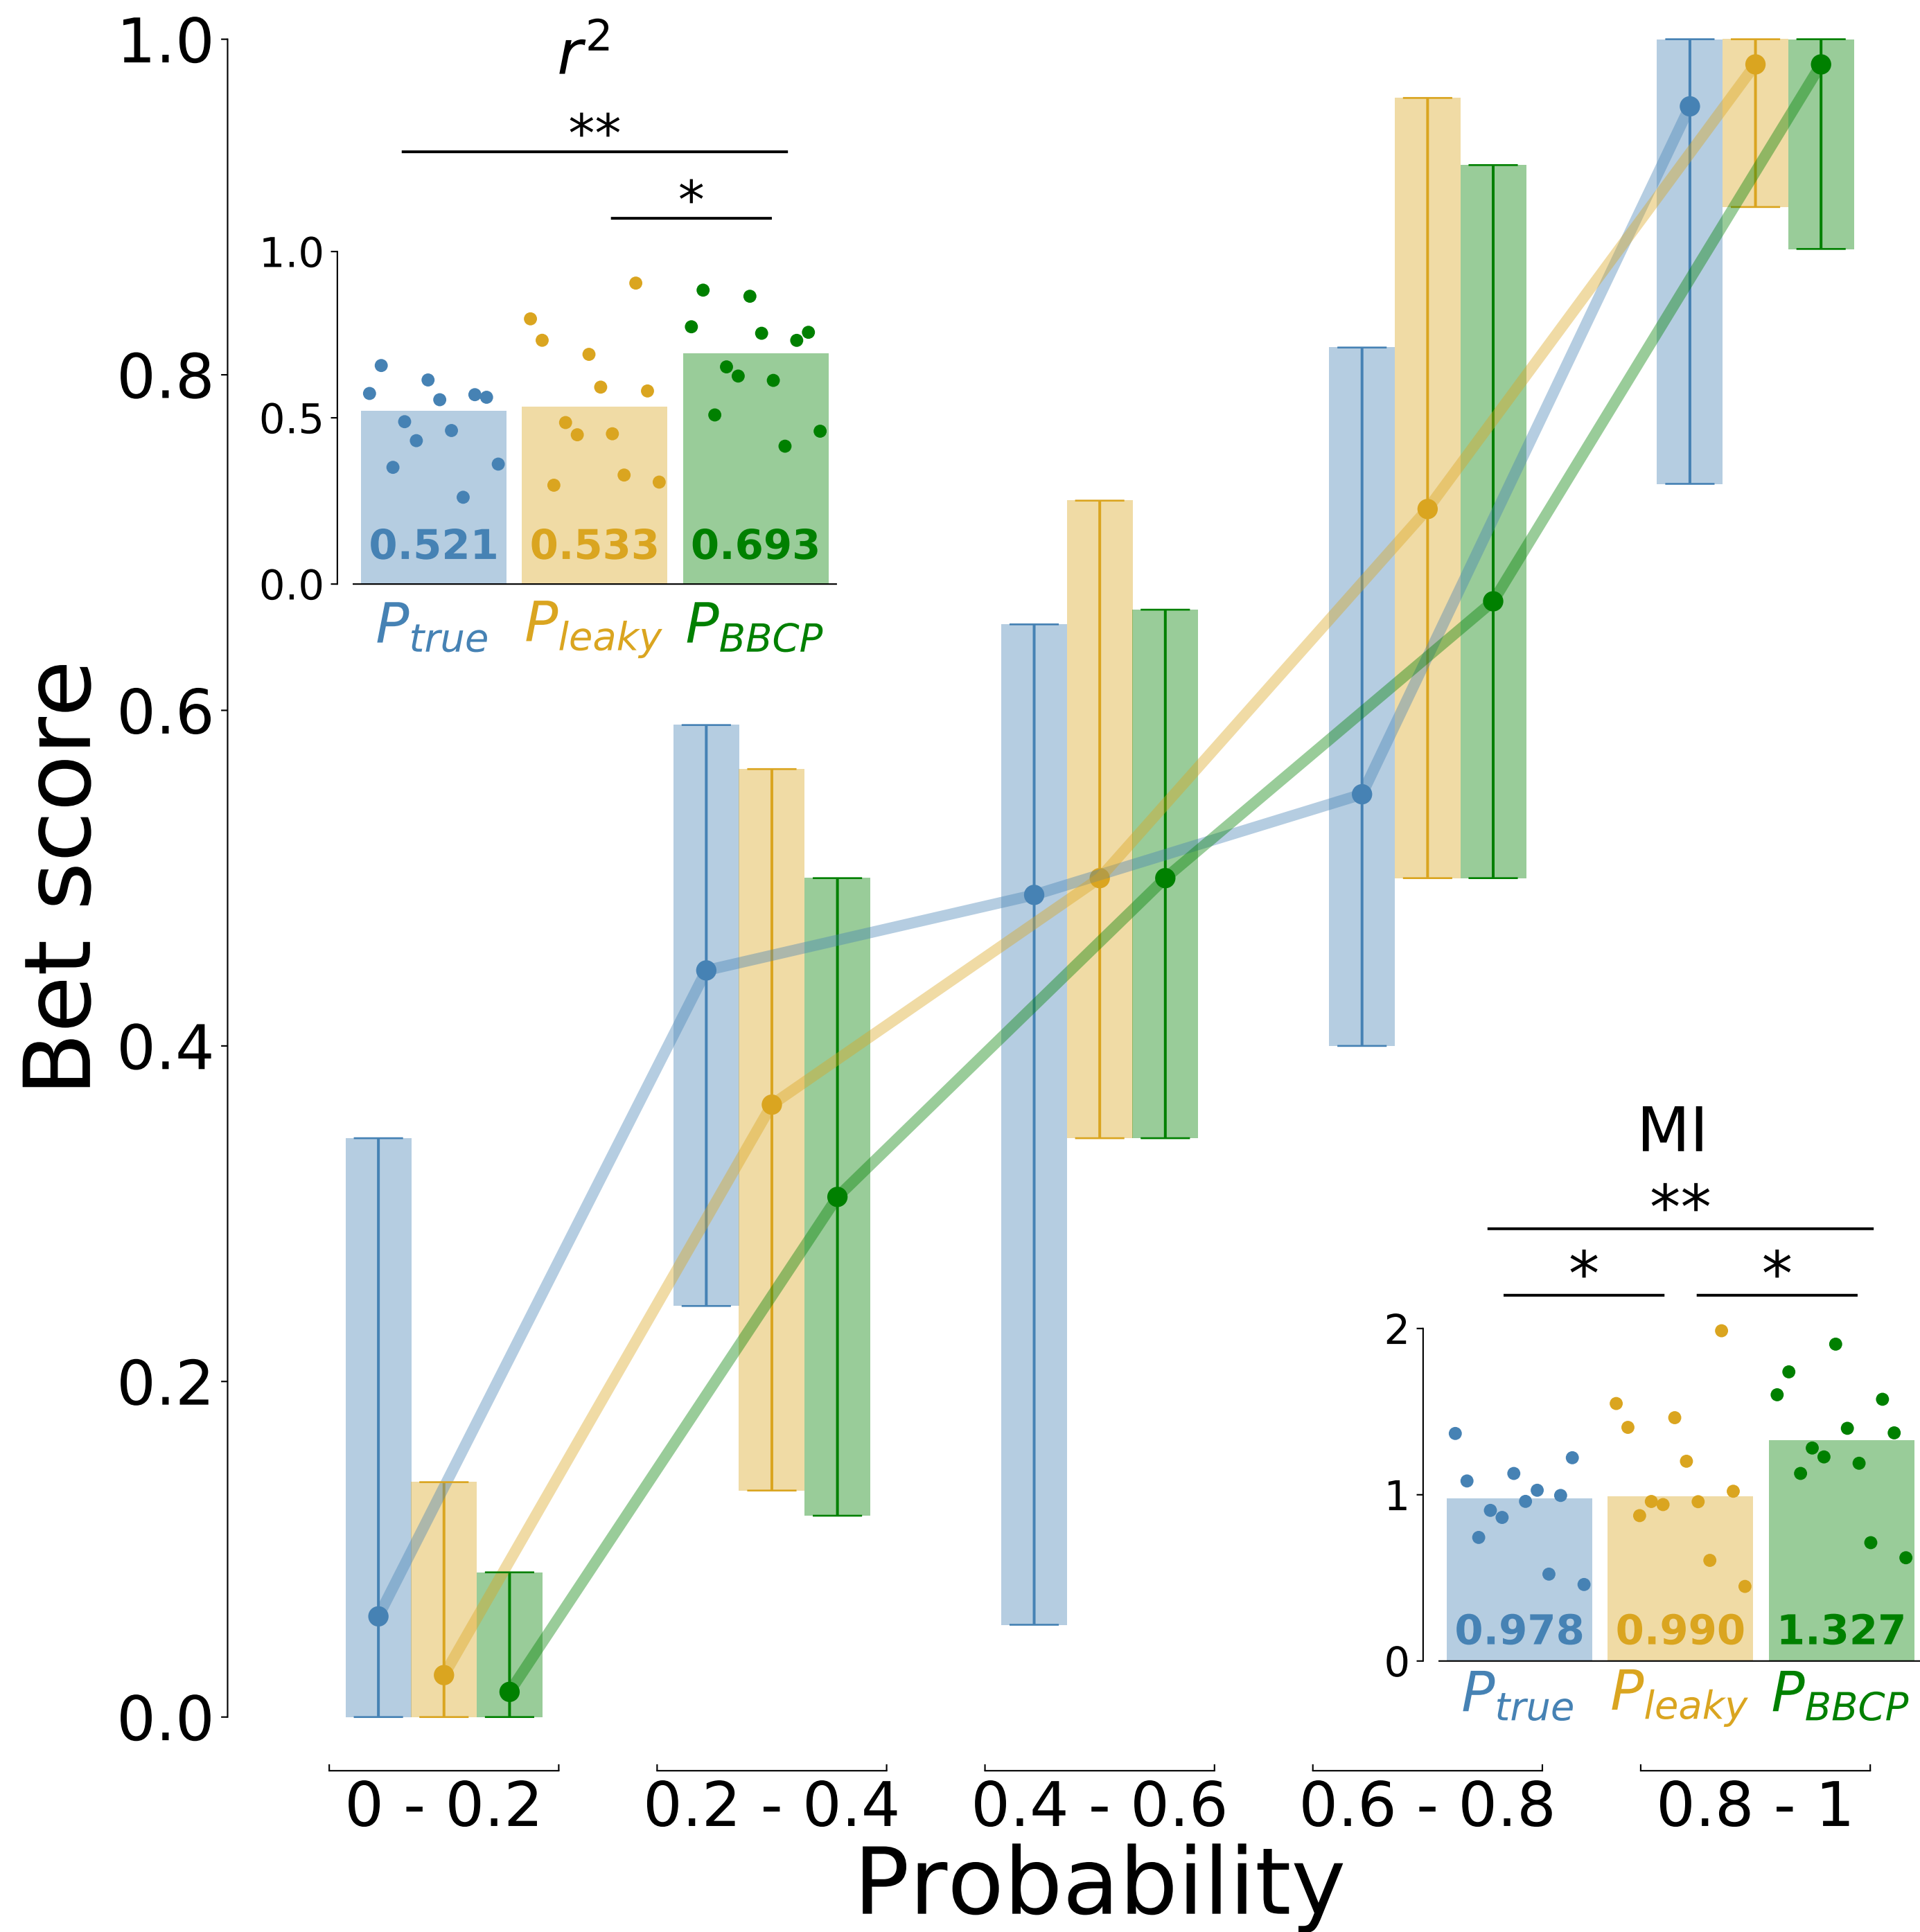 r²
**
*
1.0
0.5
0.0
0.521 0.533 0.693
P_true P_leaky P_BBCP
Bet score
1.0
0.8
0.6
0.4
0.2
0.0
MI
**
* *
2
1
0
0.978 0.990 1.327
P_true P_leaky P_BBCP
0 - 0.2 0.2 - 0.4 0.4 - 0.6 0.6 - 0.8 0.8 - 1
Probability